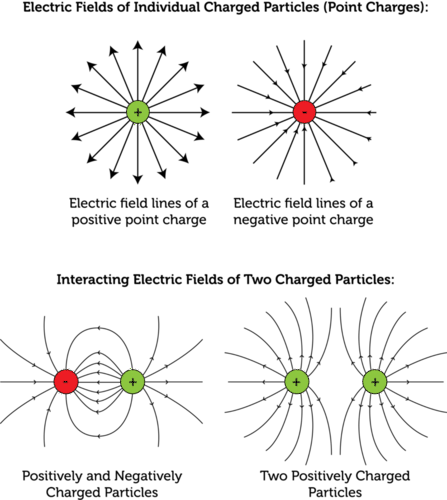 Electric Fields of Individual Charged Particles (Point Charges):
+
-
Electric field lines of a
positive point charge
Electric field lines of a
negative point charge
Interacting Electric Fields of Two Charged Particles:
-
+
+
+
Positively and Negatively
Charged Particles
Two Positively Charged
Particles